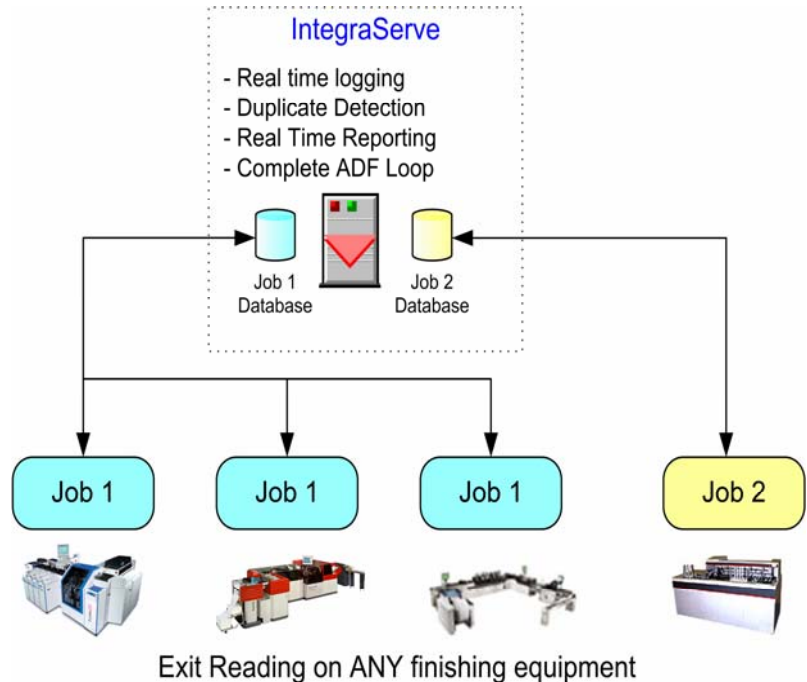 IntegraServe
- Real time logging
- Duplicate Detection
- Real Time Reporting
- Complete ADF Loop
Job 1
Database
Job 2
Database
Job 1
Job 1
Job 1
Job 2
Exit Reading on ANY finishing equipment